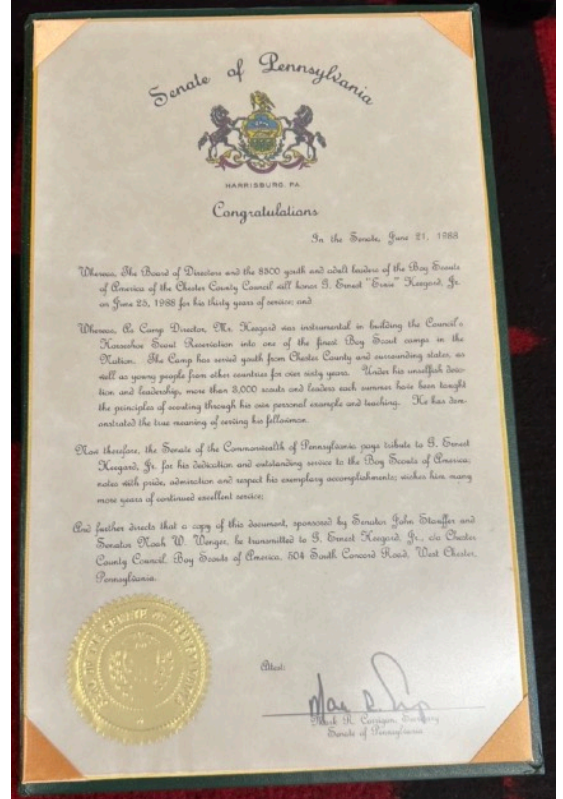 Senate of Pennsylvania
HARRISBURG, PA
Congratulations
In the Senate, June 21, 1988
Whereas, The Board of Directors and the 8500 youth and adult leaders of the Boy Scouts
of America of the Chester County Council will honor G. Ernest "Ernie" Heegard, Jr.
on June 25, 1988 for his thirty years of service; and
Whereas, As Camp Director, Mr. Heegard was instrumental in building the Council's
Horseshoe Scout Reservation into one of the finest Boy Scout camps in the
Nation. The Camp has served youth from Chester County and surrounding states, as
well as young people from other countries for over sixty years. Under his unselfish devo-
tion and leadership, more than 3,000 scouts and leaders each summer have been taught
the principles of scouting through his own personal example and teaching. He has dem-
onstrated the true meaning of serving his fellowmen.
Now therefore, the Senate of the Commonwealth of Pennsylvania pays tribute to G. Ernest
Heegard, Jr. for his dedication and outstanding service to the Boy Scouts of America;
notes with pride, admiration and respect his exemplary accomplishments; wishes him many
more years of continued excellent service;
And further directs that a copy of this document, sponsored by Senator John Stauffer and
Senator Noah W. Wenger, be transmitted to G. Ernest Heegard, Jr., c/o Chester
County Council, Boy Scouts of America, 504 South Concord Road, West Chester,
Pennsylvania.
SENATE OF PENNSYLVANIA
Attest:
Mark R. Corrigan, Secretary
Senate of Pennsylvania